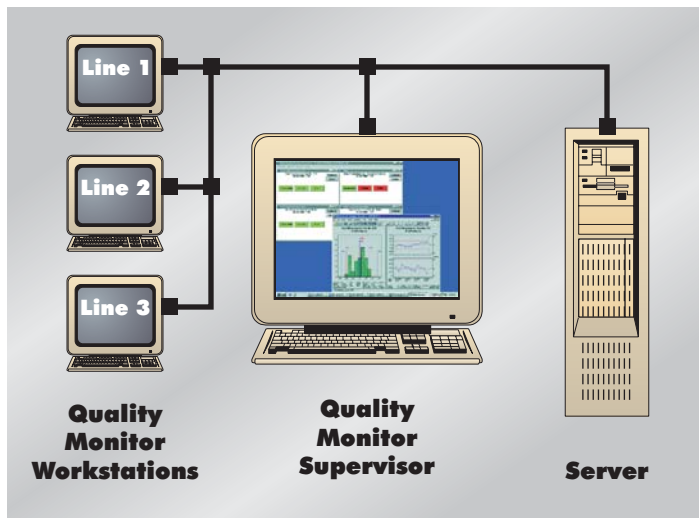 Line 1
Line 2
Line 3
Quality
Monitor
Workstations
Quality
Monitor
Supervisor
Server